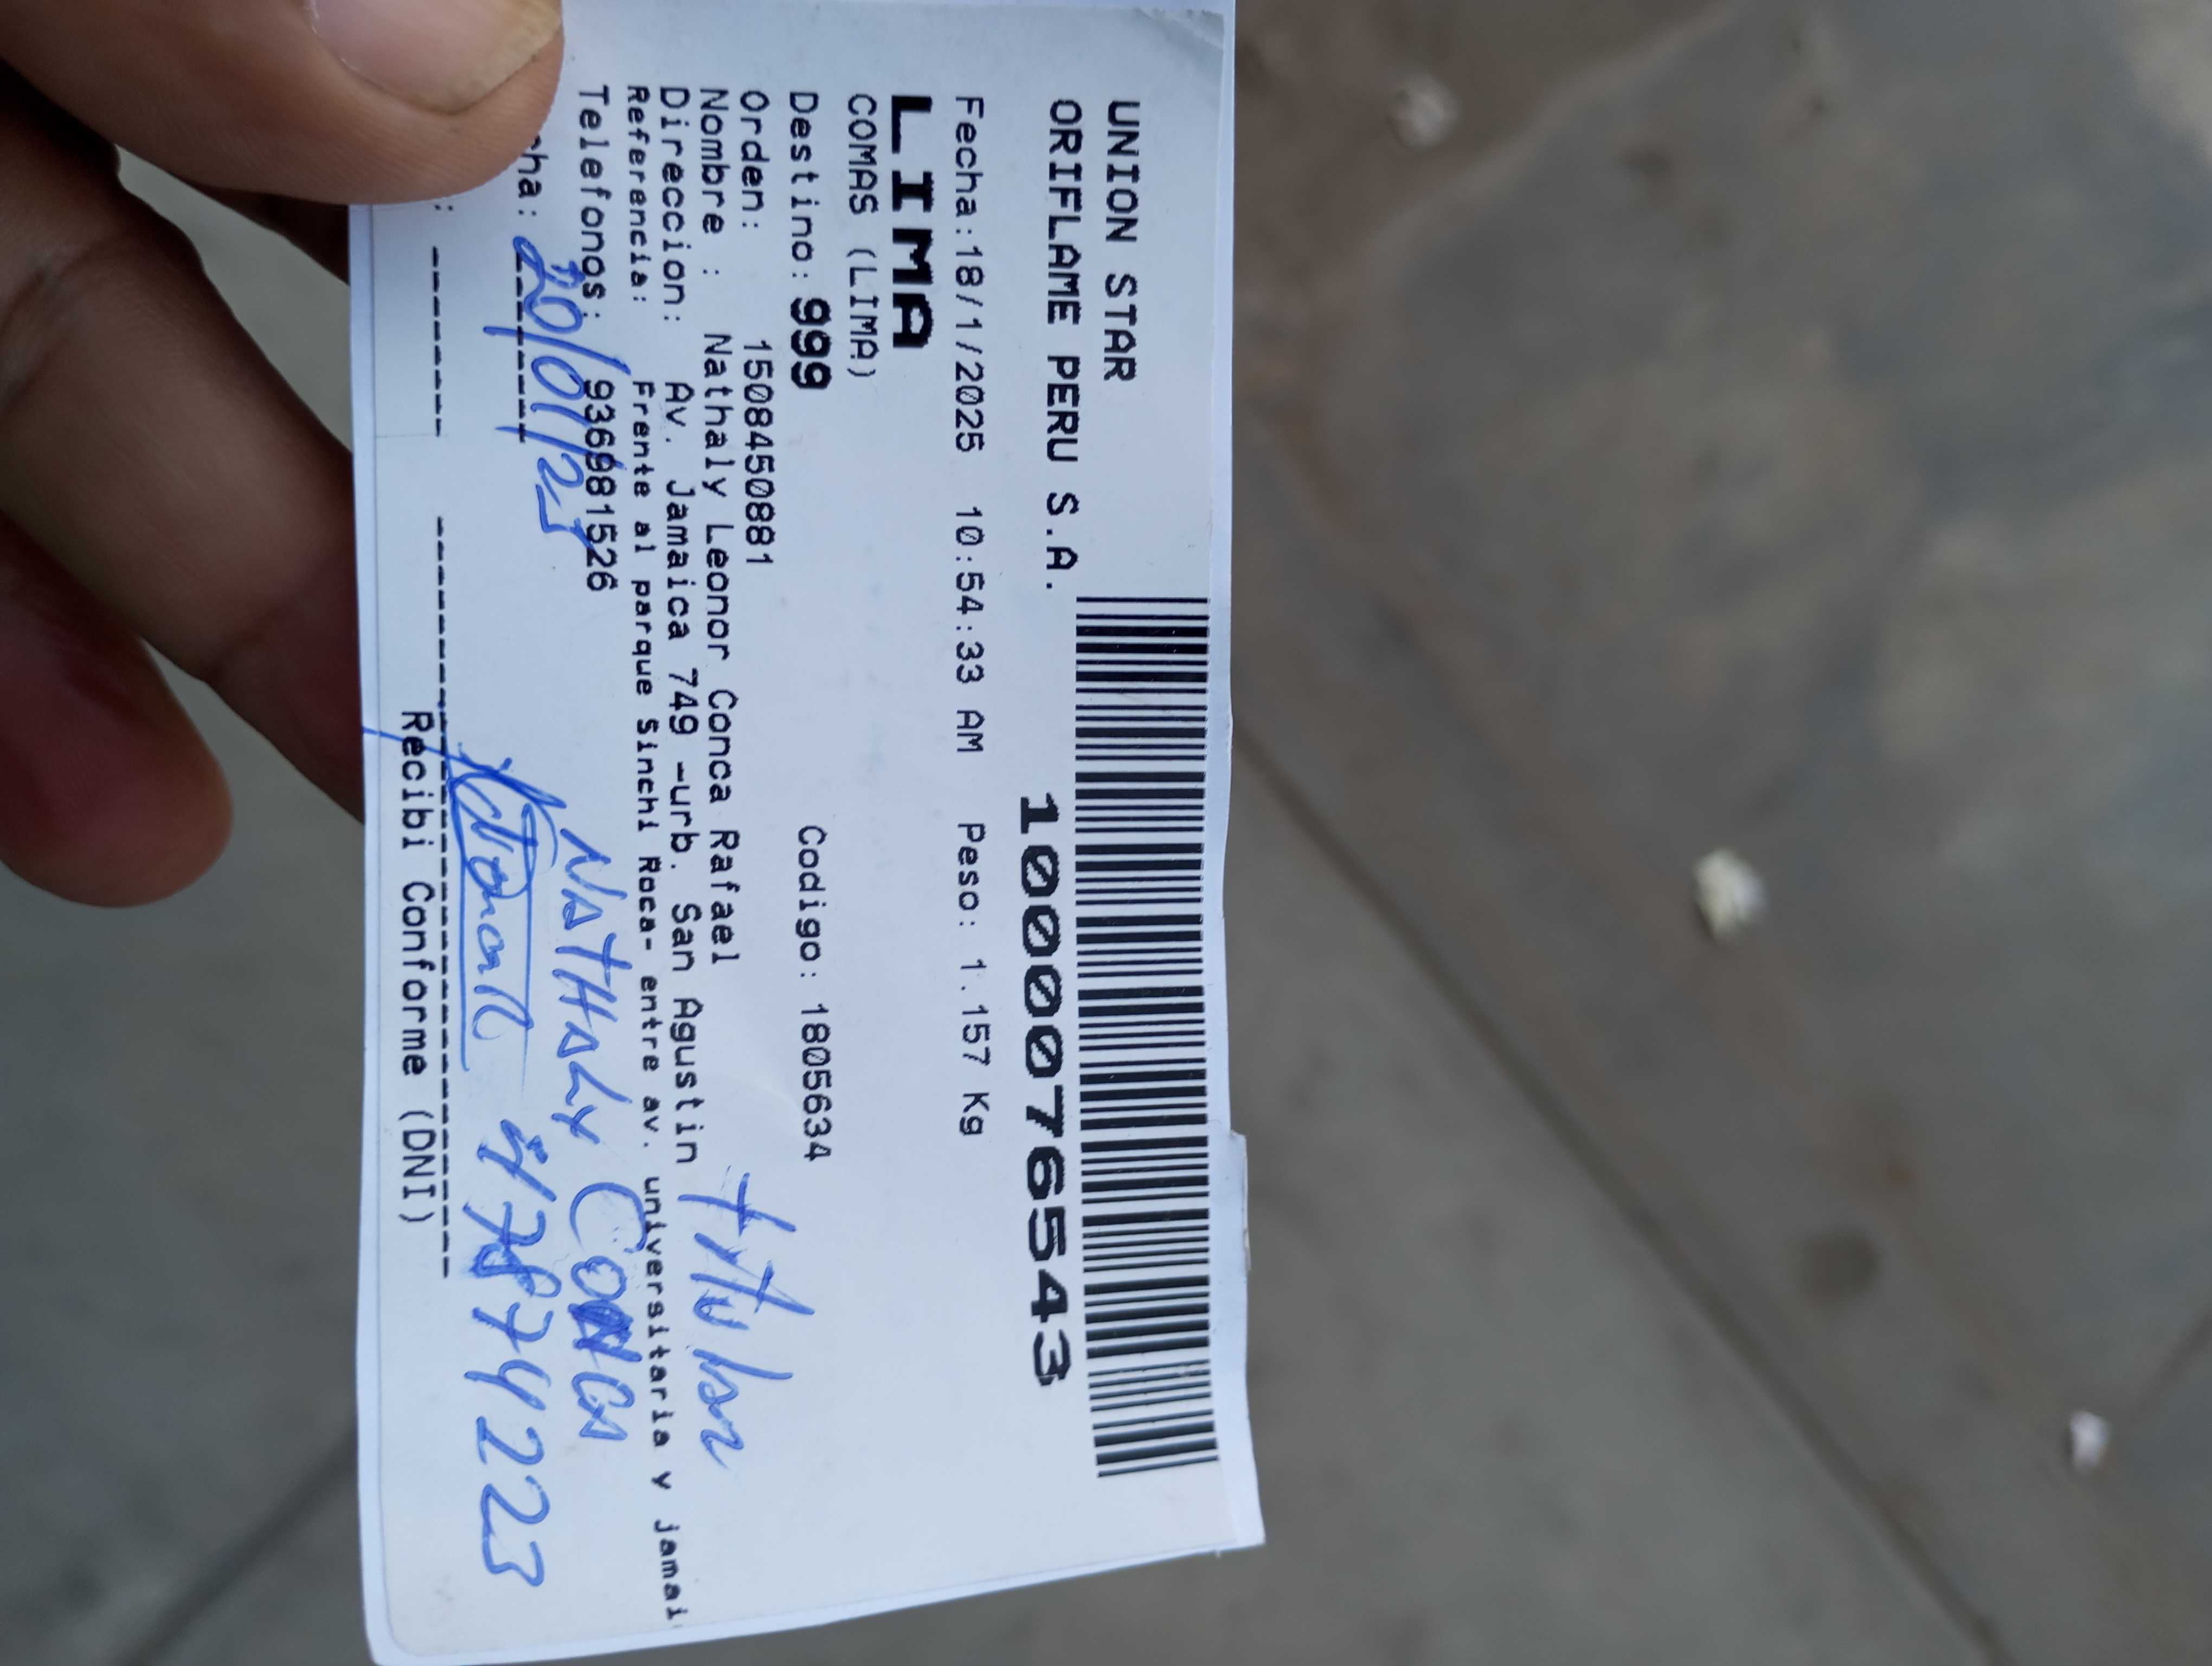 UNION STAR
ORIFLAME PERU S.A.
1000076543
Fecha:18/1/2025 10:54:33 AM Peso: 1.157 Kg
LIMA
COMAS (LIMA)
Destino: 999 Codigo: 1805634
Orden: 1508450881
Nombre : Nathaly Leonor Conca Rafael
Direccion: Av. Jamaica 749 -urb. San Agustin
Titular
Referencia: Frente al parque Sinchi Roca- entre av. universitaria y jamai
Telefonos: 936981526
NATHALY CONCA
cha: 20/01/25
47874223
Recibi Conforme (DNI)